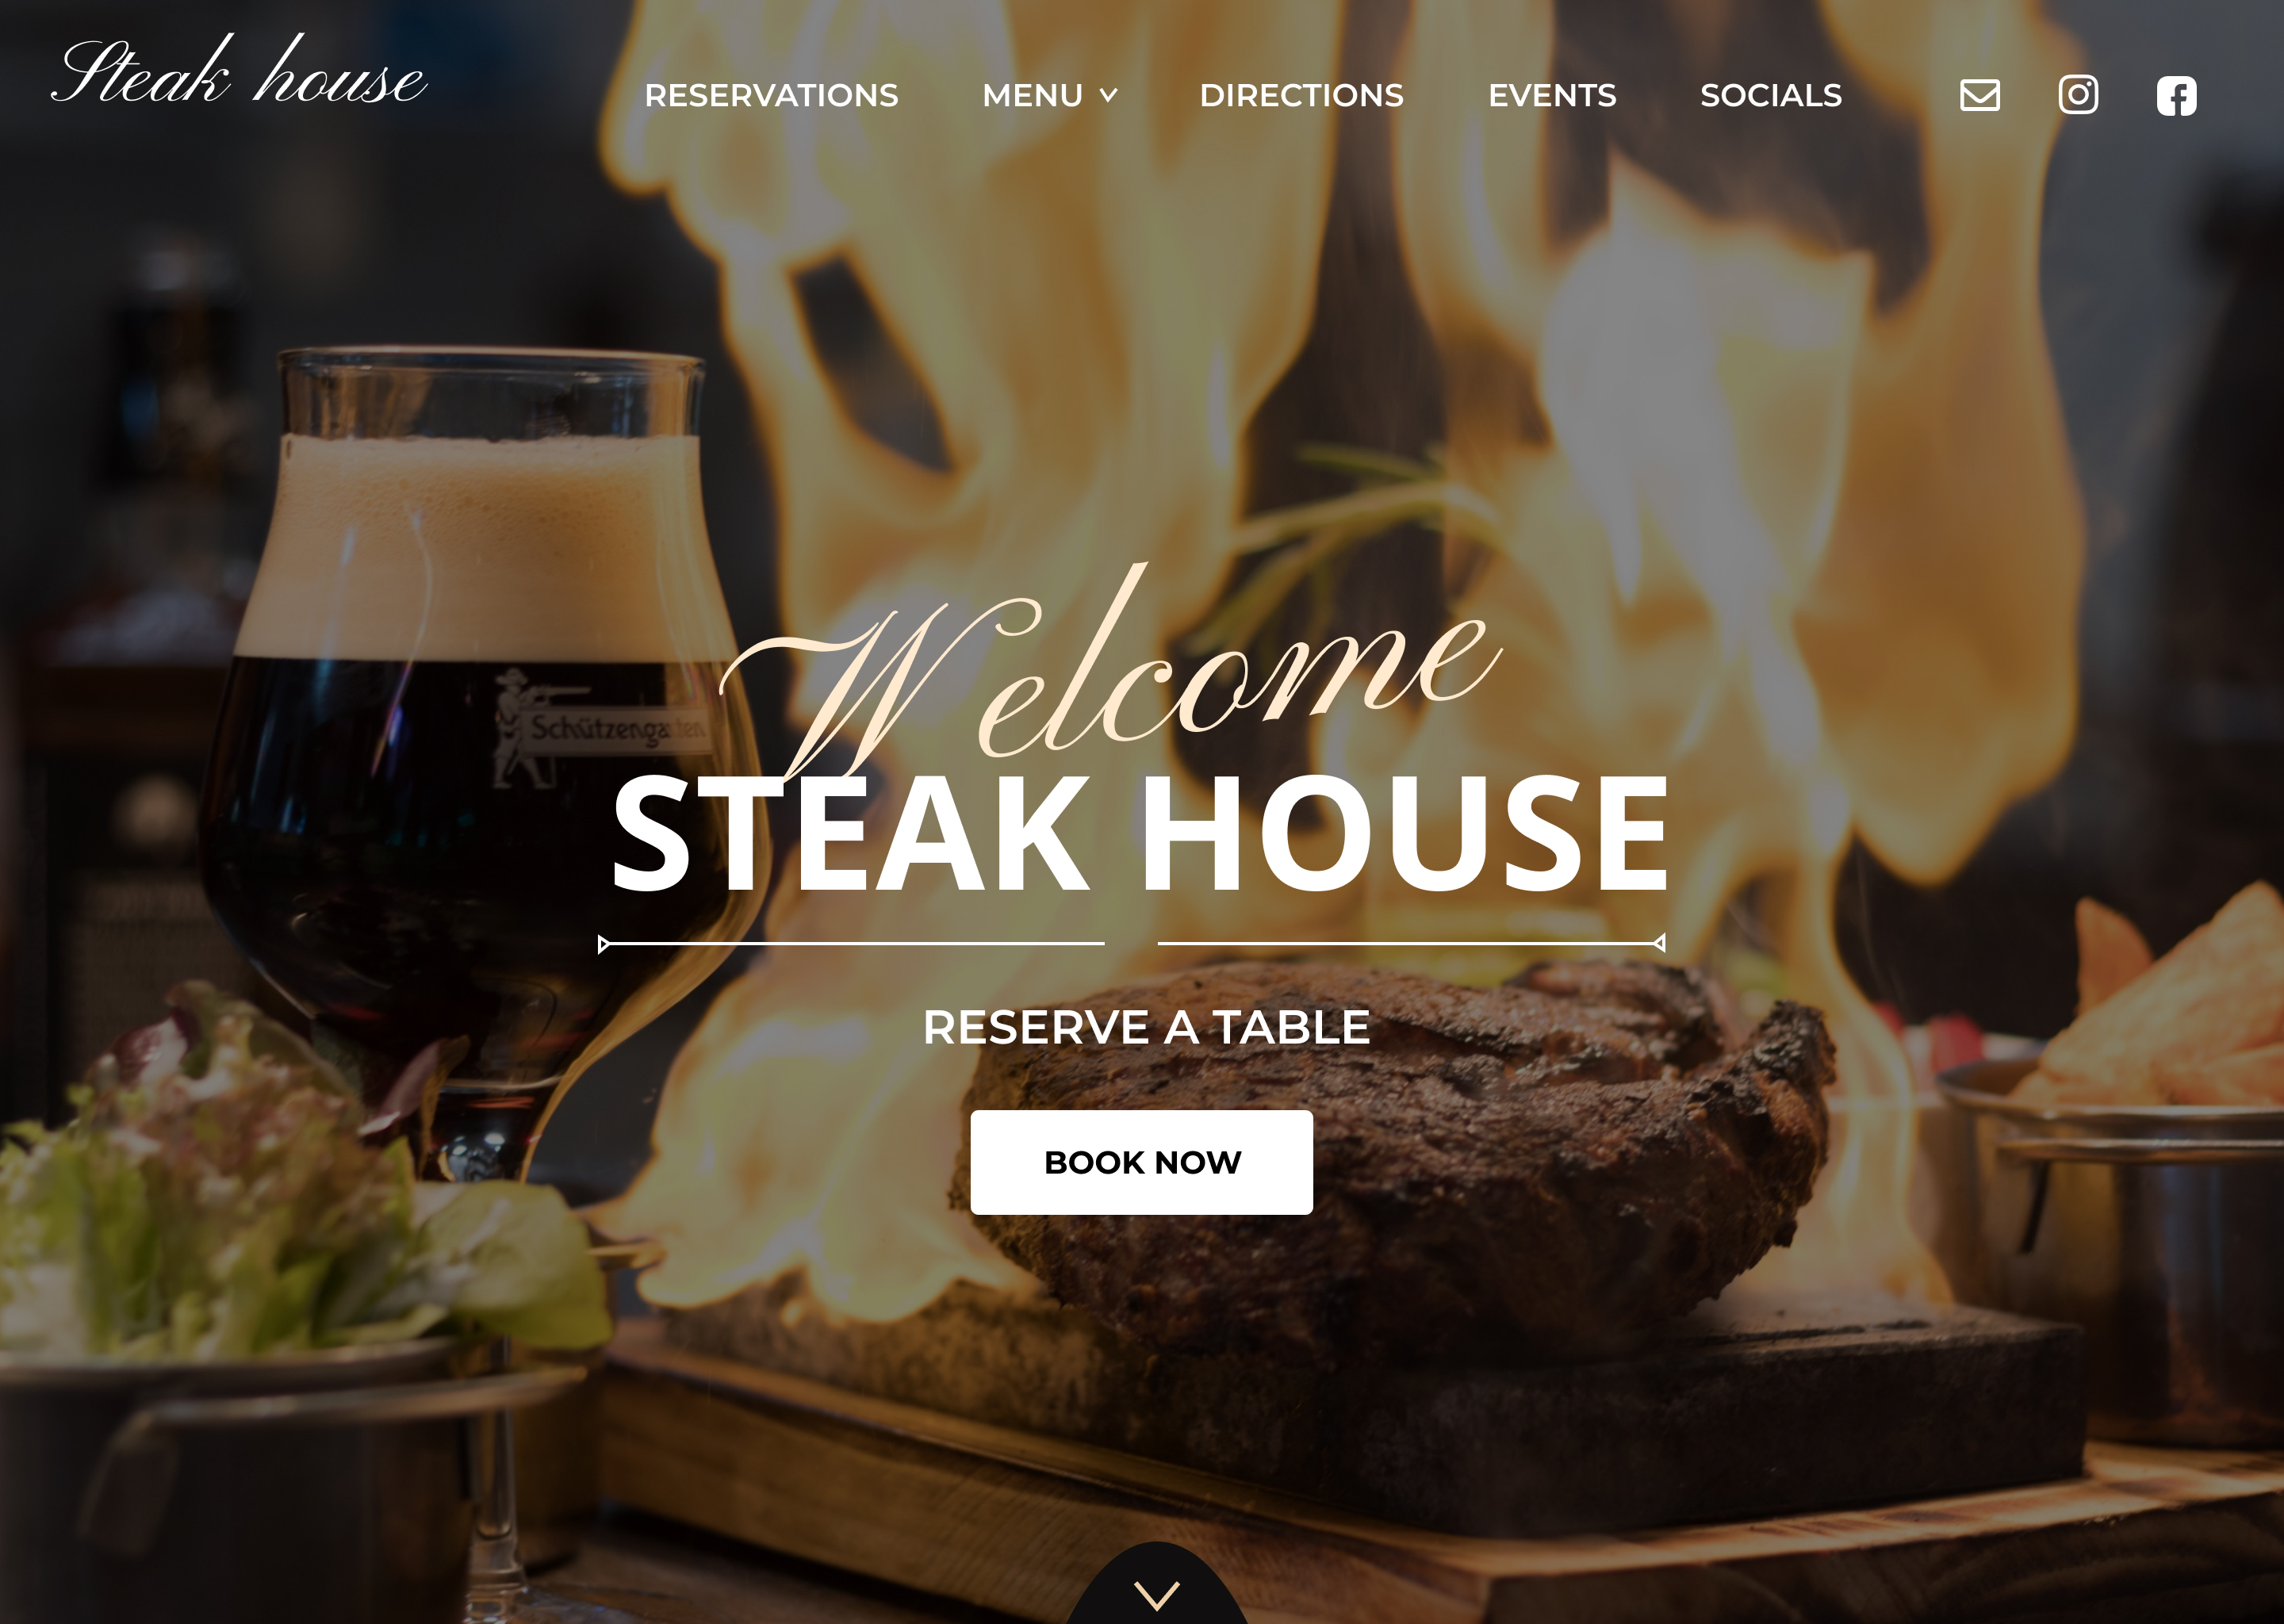 Steak house
RESERVATIONS MENU DIRECTIONS EVENTS SOCIALS
Welcome
Schützengarten
STEAK HOUSE
RESERVE A TABLE
BOOK NOW